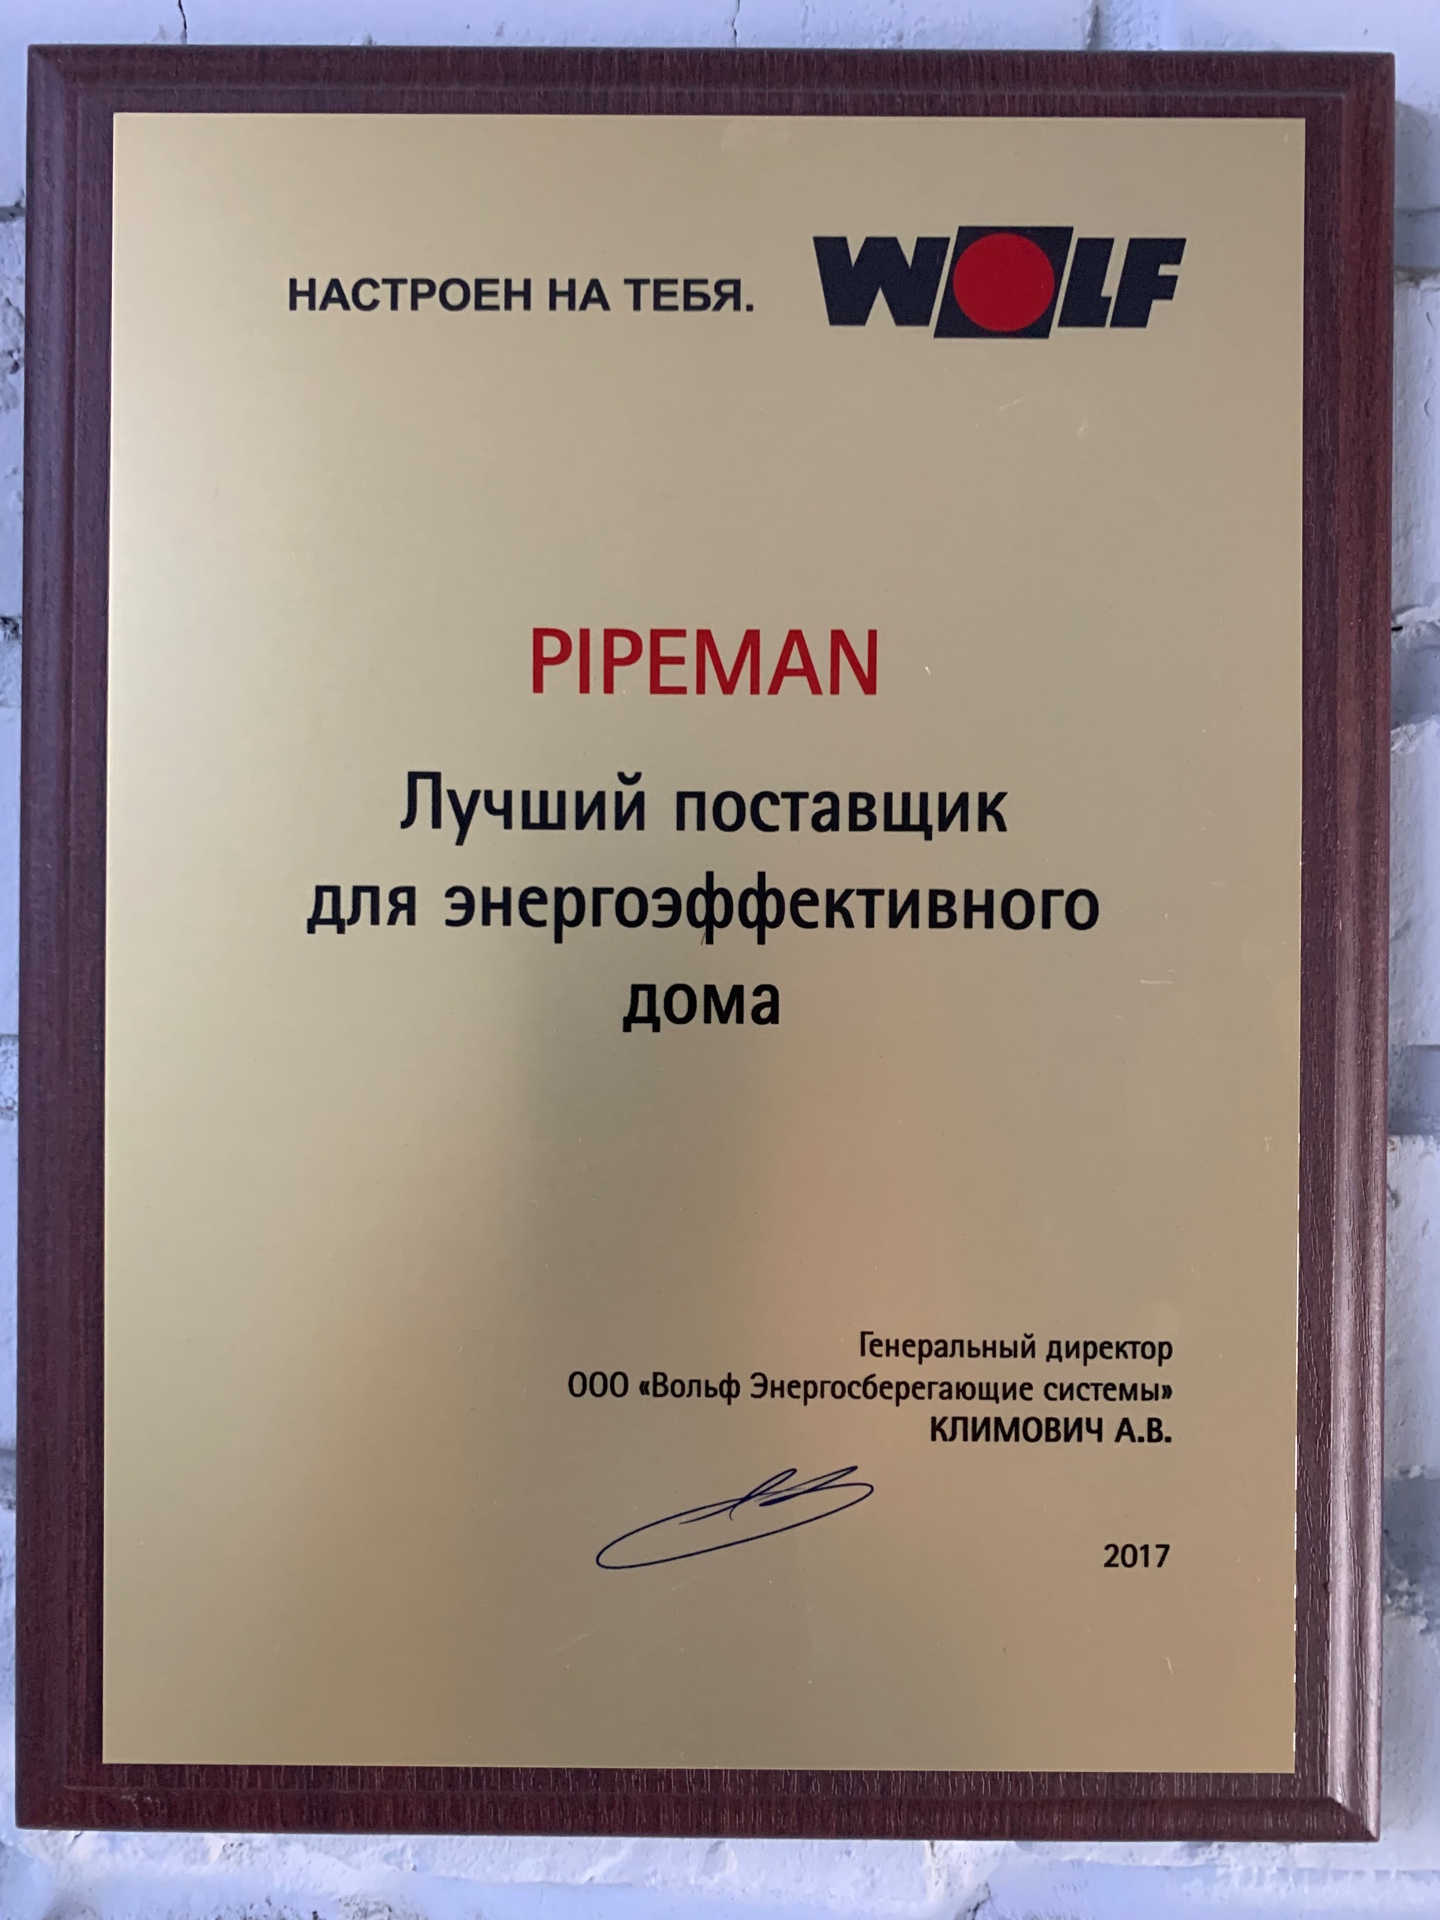 НАСТРОЕН НА ТЕБЯ. WOLF
PIPEMAN
Лучший поставщик
для энергоэффективного
дома
Генеральный директор
ООО «Вольф Энергосберегающие системы»
КЛИМОВИЧ А.В.
2017